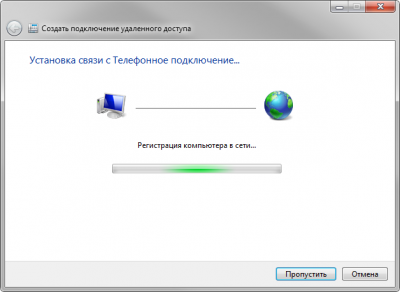 Создать подключение удаленного доступа
Установка связи с Телефонное подключение...
Регистрация компьютера в сети...
Пропустить
Отмена